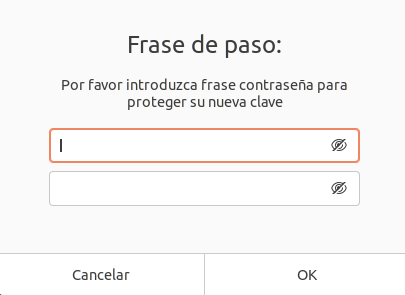 Frase de paso:
Por favor introduzca frase contraseña para
proteger su nueva clave
Cancelar
OK